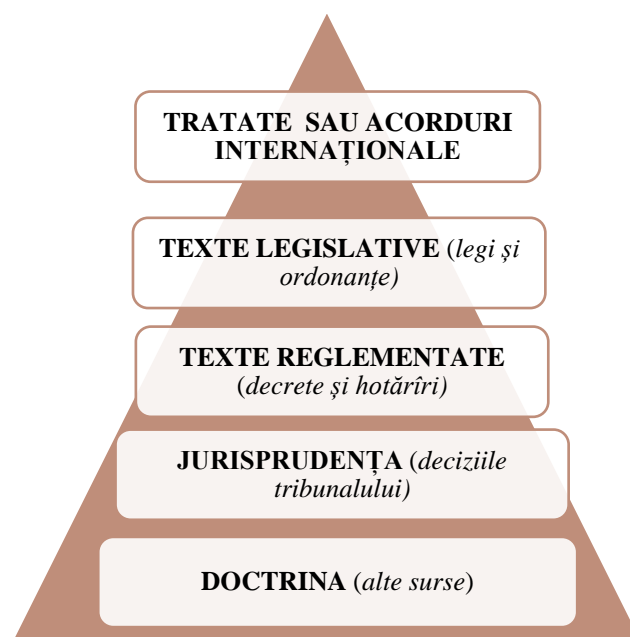 TRATATE SAU ACORDURI
INTERNAȚIONALE
TEXTE LEGISLATIVE (legi și
ordonanțe)
TEXTE REGLEMENTATE
(decrete și hotărîri)
JURISPRUDENȚA (deciziile
tribunalului)
DOCTRINA (alte surse)